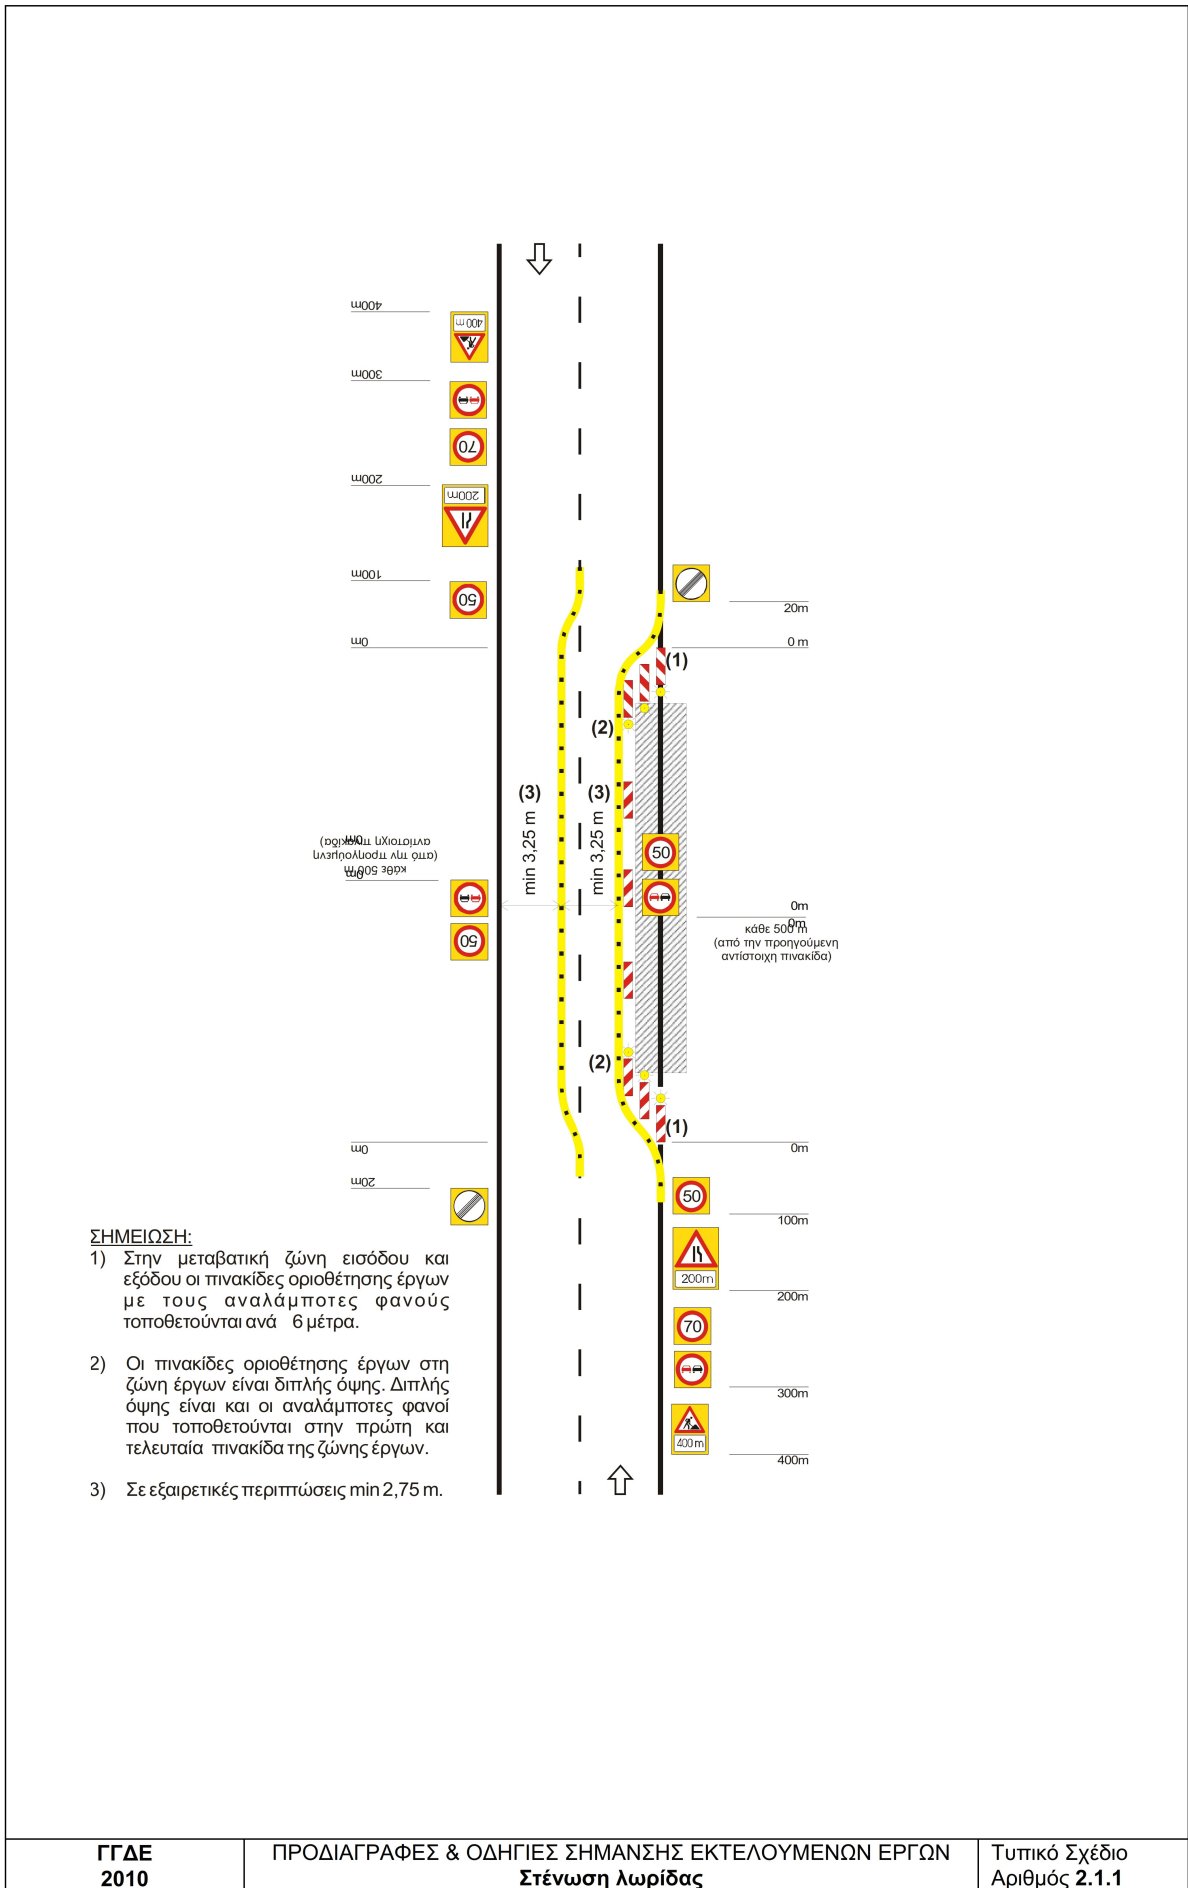 400m
400 m
300m
70
200m
200m
100m
50
20m
0m
0 m
(1)
(2)
(3)
min 3,25 m
(3)
min 3,25 m
κάθε 500 m
(από την προηγούμενη
αντίστοιχη πινακίδα)
0m
0m
50
50
0m
0m
κάθε 500 m
(από την προηγούμενη
αντίστοιχη πινακίδα)
(2)
(1)
0m
0m
20m
50
100m
200m
200m
70
300m
400 m
400m
ΣΗΜΕΙΩΣΗ:
1) Στην μεταβατική ζώνη εισόδου και
εξόδου οι πινακίδες οριοθέτησης έργων
με τους αναλάμποτες φανούς
τοποθετούνται ανά 6 μέτρα.
2) Οι πινακίδες οριοθέτησης έργων στη
ζώνη έργων είναι διπλής όψης. Διπλής
όψης είναι και οι αναλάμποτες φανοί
που τοποθετούνται στην πρώτη και
τελευταία πινακίδα της ζώνης έργων.
3) Σε εξαιρετικές περιπτώσεις min 2,75 m.
ΓΓΔΕ
2010
ΠΡΟΔΙΑΓΡΑΦΕΣ & ΟΔΗΓΙΕΣ ΣΗΜΑΝΣΗΣ ΕΚΤΕΛΟΥΜΕΝΩΝ ΕΡΓΩΝ
Στένωση λωρίδας
Τυπικό Σχέδιο
Αριθμός 2.1.1